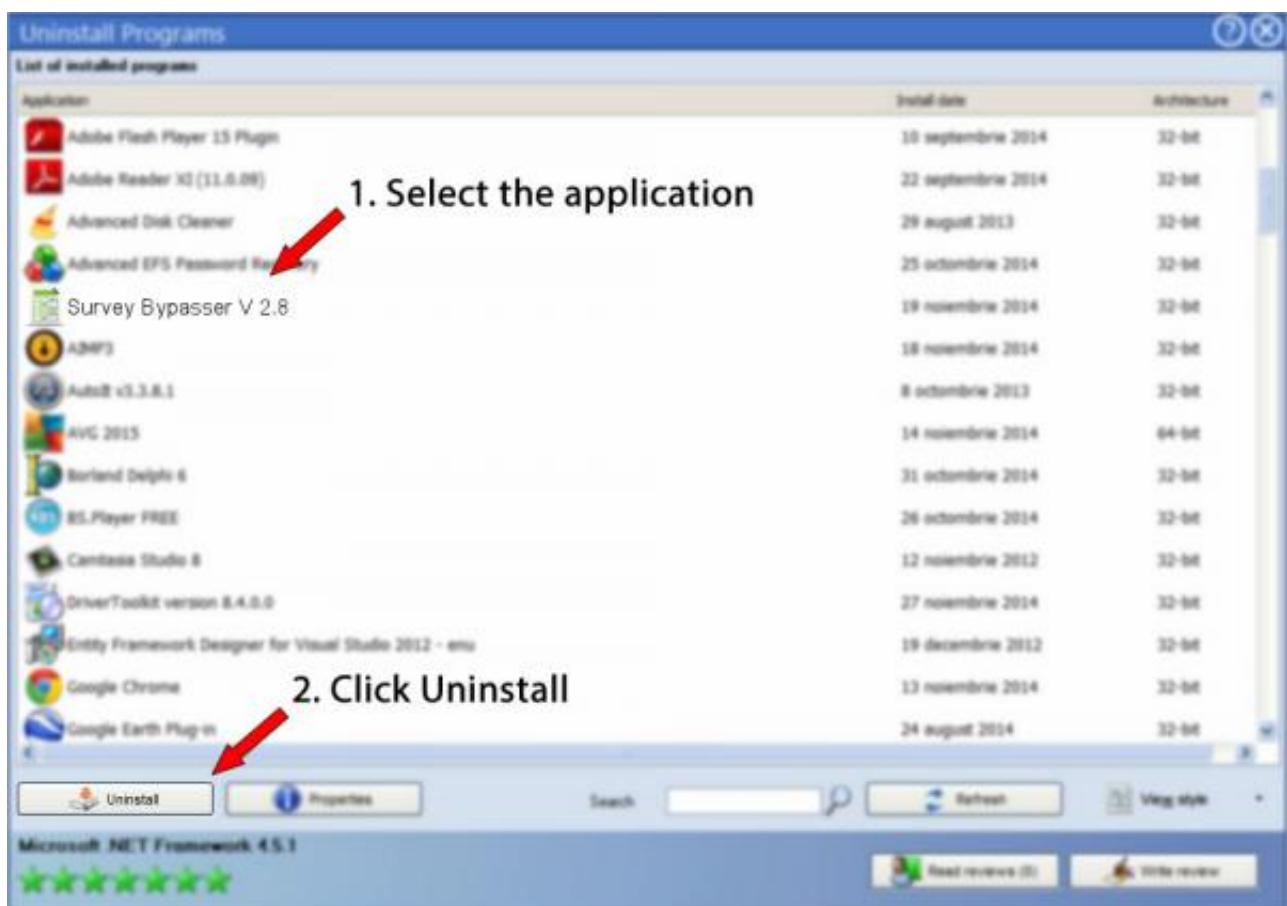 Uninstall Programs
List of installed programs
Application Install date Architecture
Adobe Flash Player 15 Plugin 10 septembrie 2014 32-bit
Adobe Reader XI (11.0.09) 22 septembrie 2014 32-bit
1. Select the application
Advanced Disk Cleaner 29 august 2013 32-bit
Advanced EFS Password 25 octombrie 2014 32-bit
Survey Bypasser V 2.8 19 noiembrie 2014 32-bit
AIMP3 18 noiembrie 2014 32-bit
AutoIt v3.3.8.1 8 octombrie 2013 32-bit
AVG 2015 14 noiembrie 2014 64-bit
Borland Delphi 6 31 octombrie 2014 32-bit
BS.Player FREE 26 octombrie 2014 32-bit
Camtasia Studio 8 12 noiembrie 2012 32-bit
DriverToolkit version 8.4.0.0 27 noiembrie 2014 32-bit
Entity Framework Designer for Visual Studio 2012 - enu 19 decembrie 2012 32-bit
Google Chrome 13 noiembrie 2014 32-bit
2. Click Uninstall
Google Earth Plug-in 24 august 2014 32-bit
Uninstall Properties Search Refresh View style
Microsoft .NET Framework 4.5.1
Read reviews (0) Write review